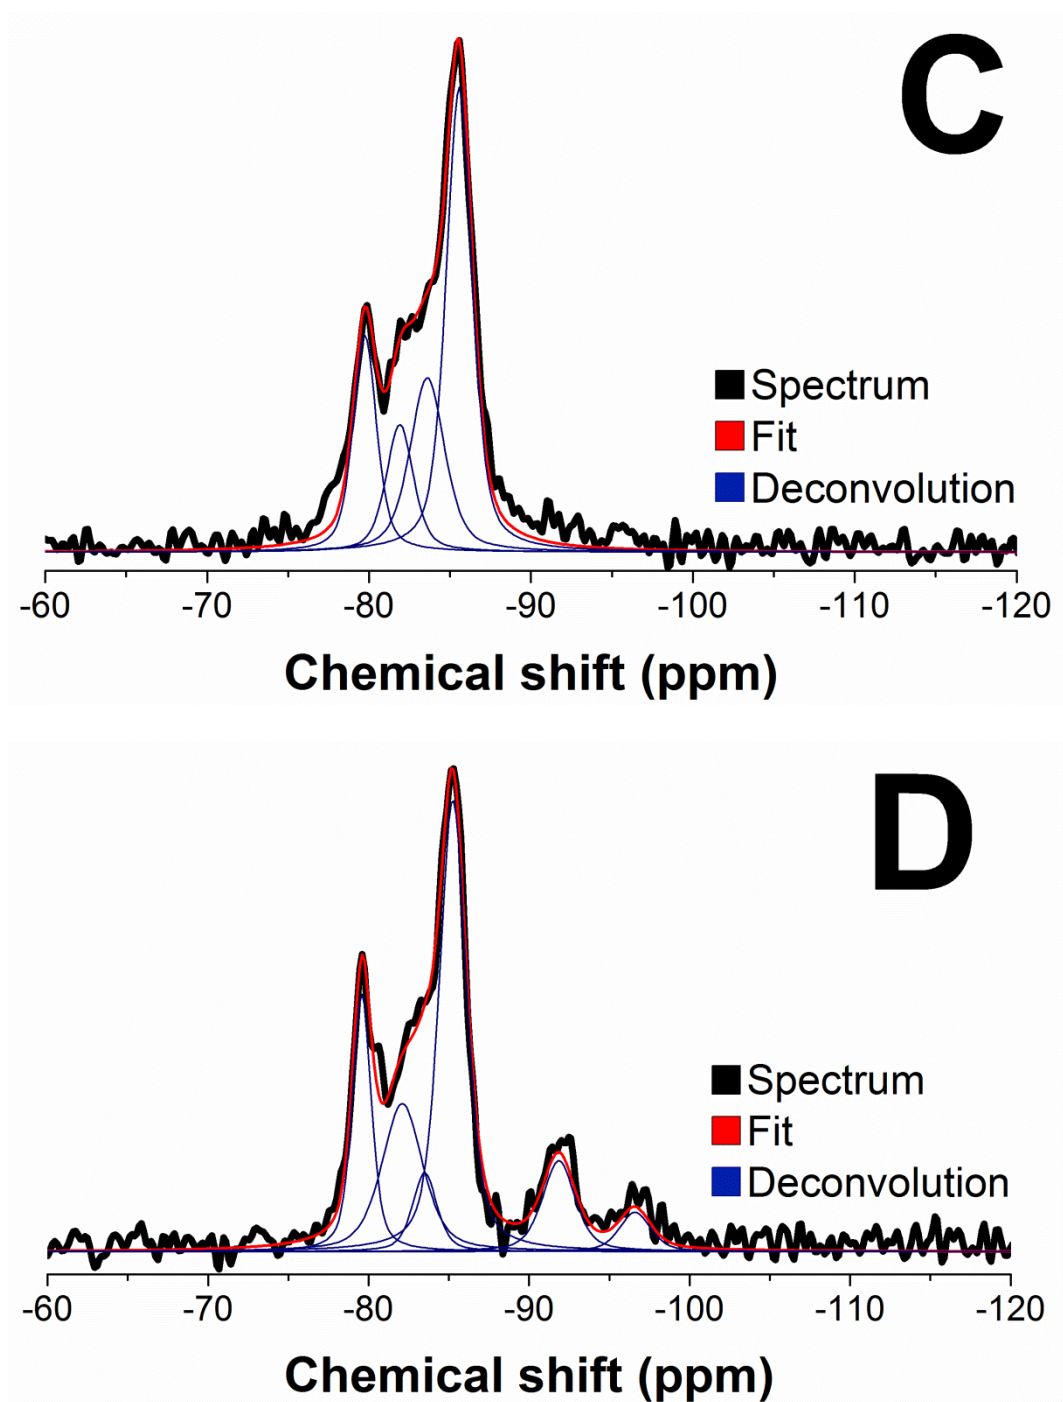 C
Spectrum
Fit
Deconvolution
-60 -70 -80 -90 -100 -110 -120
Chemical shift (ppm)
D
Spectrum
Fit
Deconvolution
-60 -70 -80 -90 -100 -110 -120
Chemical shift (ppm)